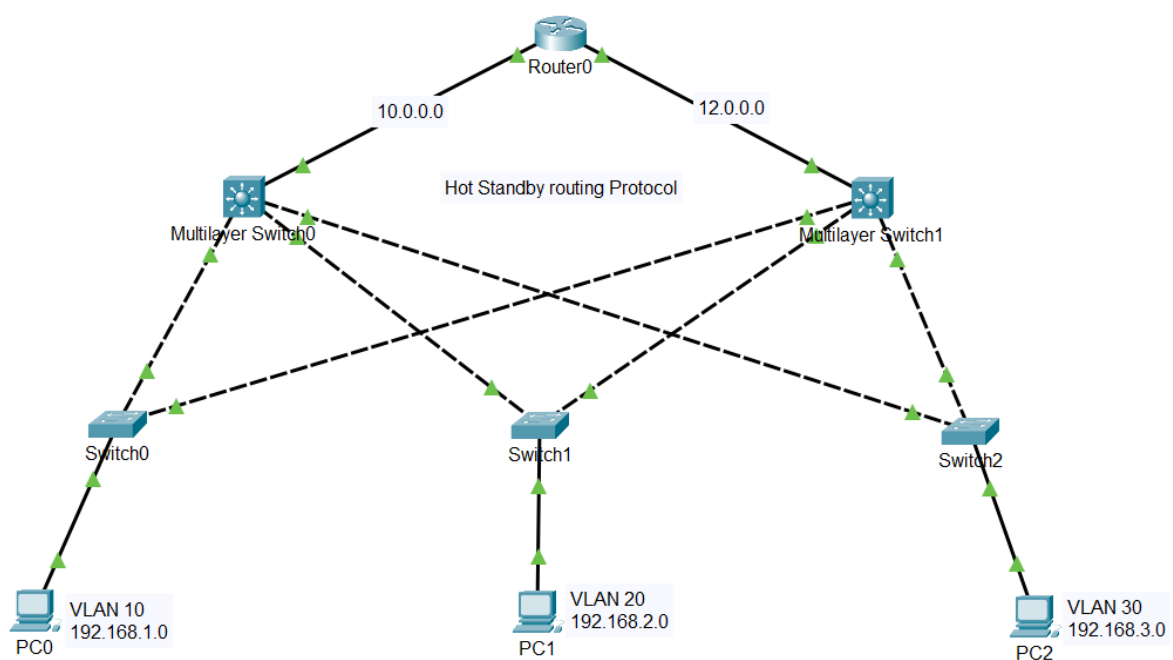 Router0
10.0.0.0
12.0.0.0
Hot Standby routing Protocol
Multilayer Switch0
Multilayer Switch1
Switch0
Switch1
Switch2
VLAN 10
192.168.1.0
PC0
VLAN 20
192.168.2.0
PC1
VLAN 30
192.168.3.0
PC2